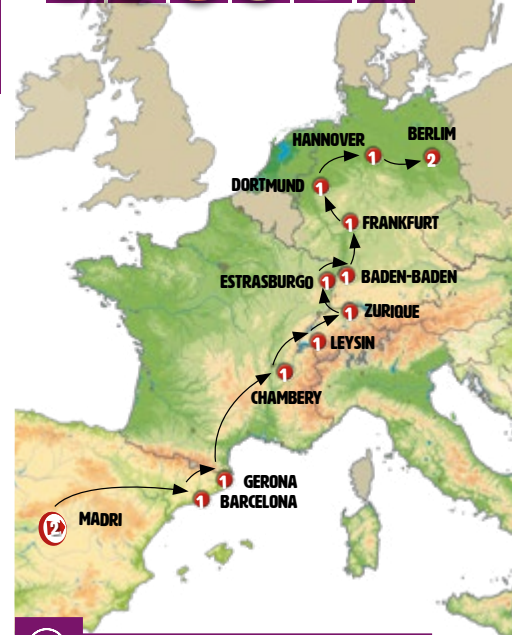 HANNOVER
1
BERLIM
2
DORTMUND
1
1
FRANKFURT
ESTRASBURGO
1
1
BADEN-BADEN
1
ZURIQUE
1
LEYSIN
1
CHAMBERY
1
GERONA
1
BARCELONA
2
MADRI